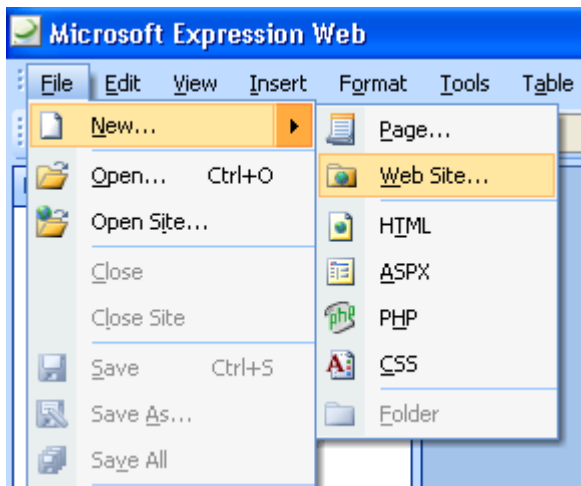 Microsoft Expression Web
File Edit View Insert Format Tools Table
New...
Open... Ctrl+O
Open Site...
Close
Close Site
Save Ctrl+S
Save As...
Save All
Page...
Web Site...
HTML
ASPX
PHP
CSS
Folder